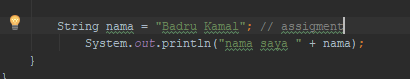 String nama = "Badru Kamal"; // assigment
System.out.println("nama saya " + nama);
}
}